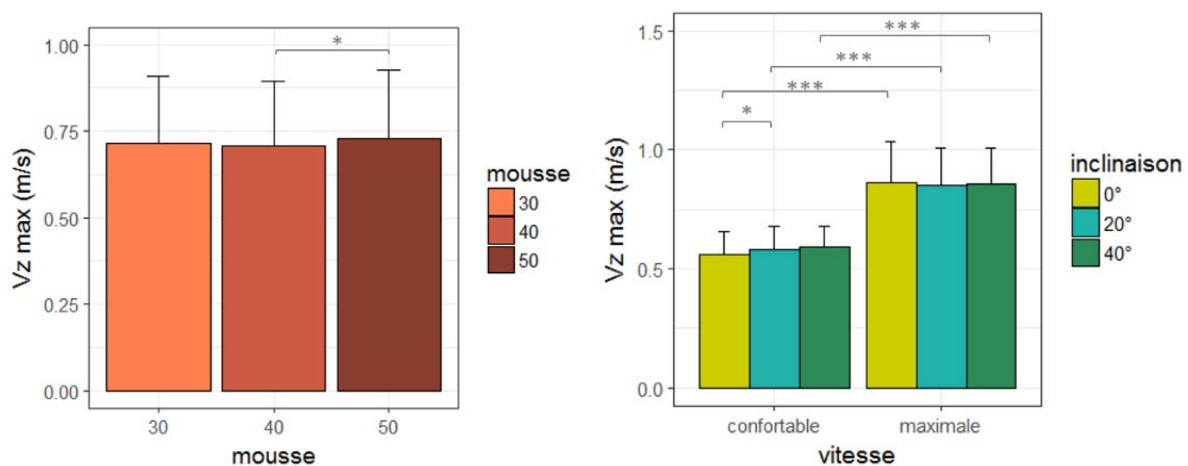 1.00
0.75
0.50
0.25
0.00
Vz max (m/s)
*
30
40
50
mousse
mousse
30
40
50
1.5
1.0
0.5
0.0
Vz max (m/s)
***
***
***
*
confortable
maximale
vitesse
inclinaison
0°
20°
40°